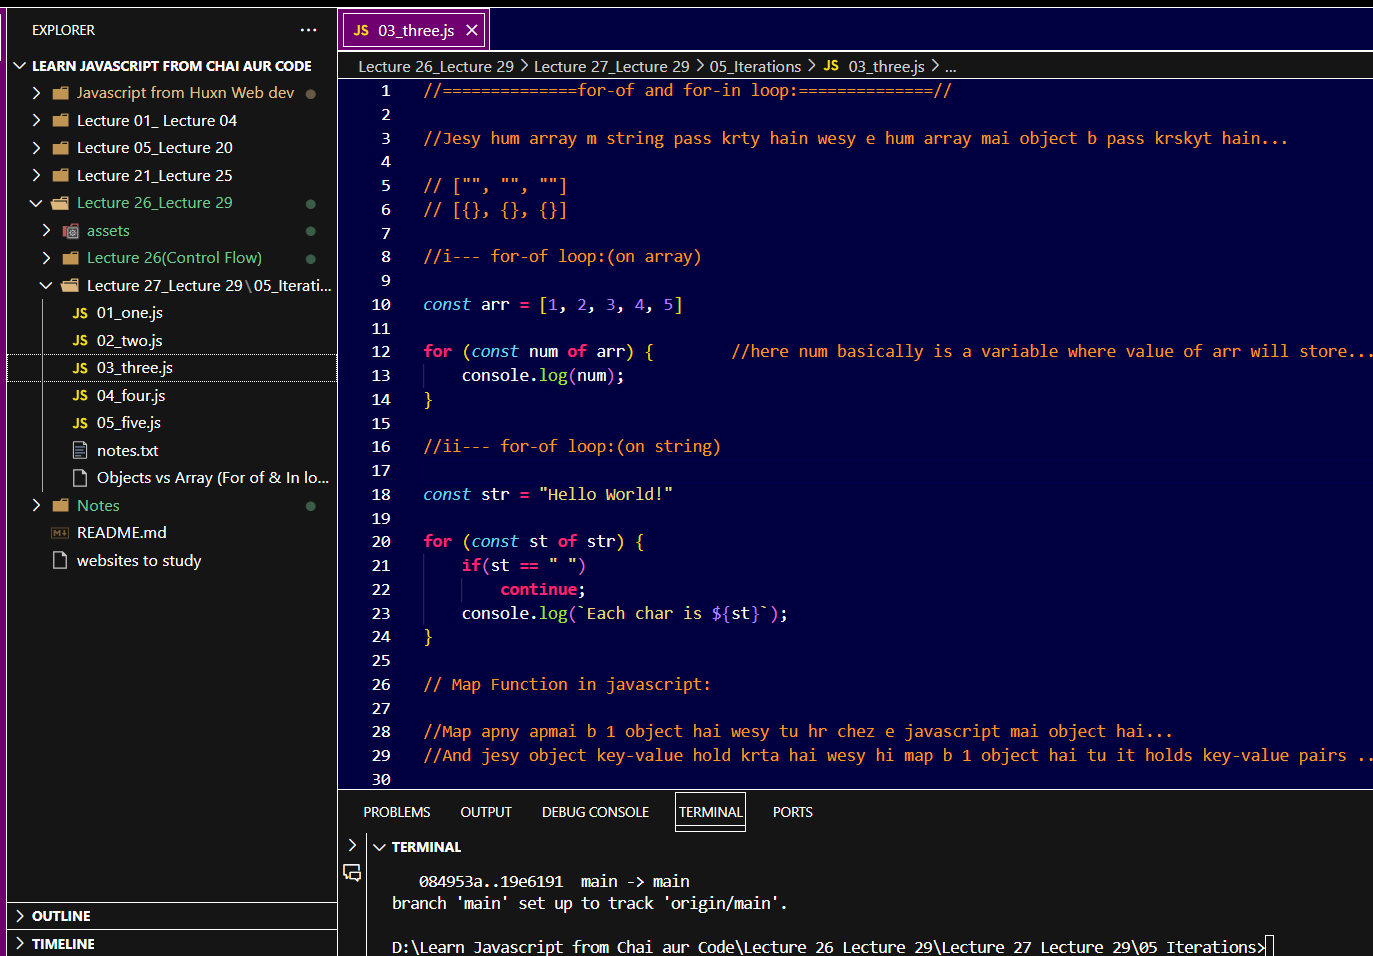 EXPLORER
···
LEARN JAVASCRIPT FROM CHAI AUR CODE
Javascript from Huxn Web dev
Lecture 01_ Lecture 04
Lecture 05_Lecture 20
Lecture 21_Lecture 25
Lecture 26_Lecture 29
assets
Lecture 26(Control Flow)
Lecture 27_Lecture 29\05_Iterati...
JS 01_one.js
JS 02_two.js
JS 03_three.js
JS 04_four.js
JS 05_five.js
notes.txt
Objects vs Array (For of & In lo...
Notes
README.md
websites to study
OUTLINE
TIMELINE
JS 03_three.js
Lecture 26_Lecture 29 > Lecture 27_Lecture 29 > 05_Iterations > JS 03_three.js > ...
1 //==============for-of and for-in loop:==============//
2
3 //Jesy hum array m string pass krty hain wesy e hum array mai object b pass krskyt hain...
4
5 // ["", "", ""]
6 // [{}, {}, {}]
7
8 //i--- for-of loop:(on array)
9
10 const arr = [1, 2, 3, 4, 5]
11
12 for (const num of arr) {        //here num basically is a variable where value of arr will store...
13     console.log(num);
14 }
15
16 //ii--- for-of loop:(on string)
17
18 const str = "Hello World!"
19
20 for (const st of str) {
21     if(st == " ")
22         continue;
23     console.log(`Each char is ${st}`);
24 }
25
26 // Map Function in javascript:
27
28 //Map apny apmai b 1 object hai wesy tu hr chez e javascript mai object hai...
29 //And jesy object key-value hold krta hai wesy hi map b 1 object hai tu it holds key-value pairs ..
30
PROBLEMS OUTPUT DEBUG CONSOLE TERMINAL PORTS
TERMINAL
084953a..19e6191  main -> main
branch 'main' set up to track 'origin/main'.
D:\Learn Javascript from Chai aur Code\Lecture 26_Lecture 29\Lecture 27_Lecture 29\05_Iterations>